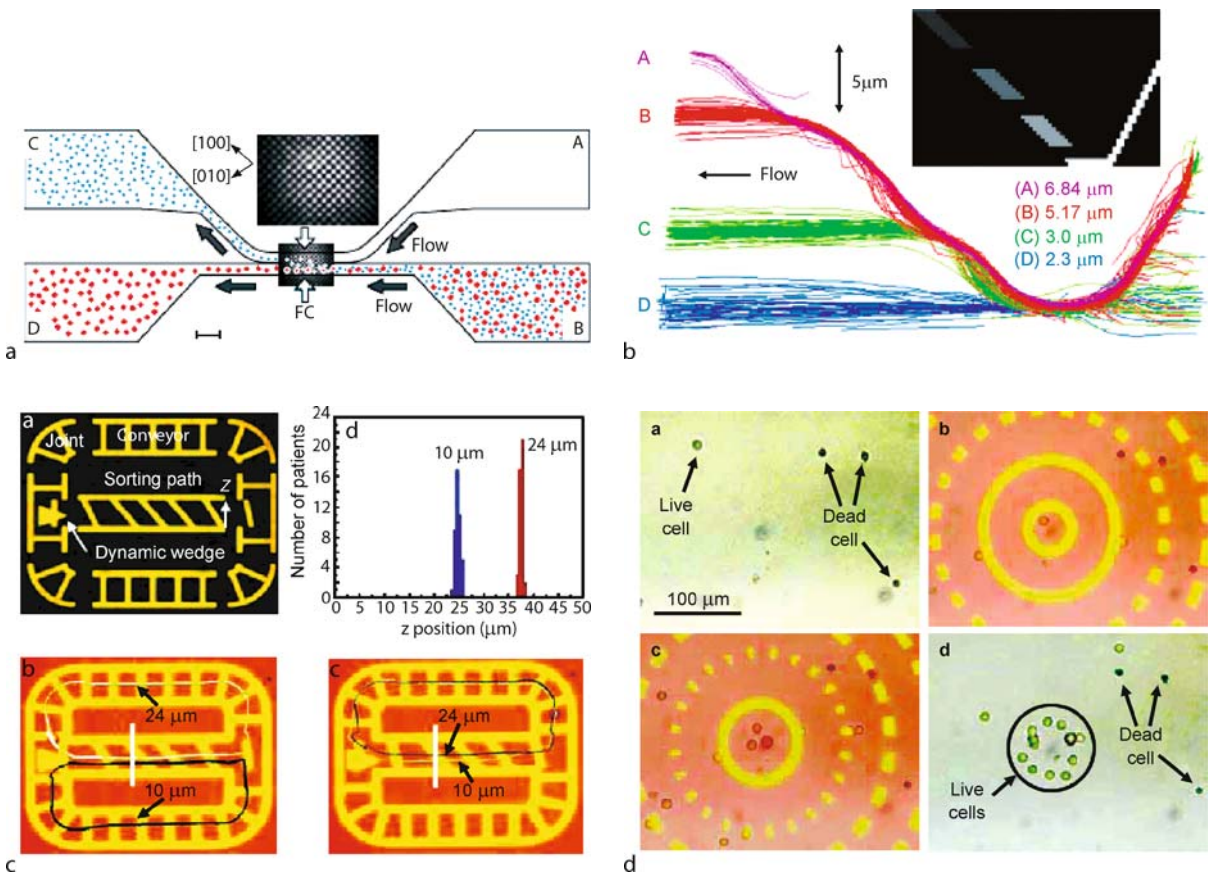 C
[100]
[010]
A
Flow
D
FC
Flow
B
a
A
5μm
B
Flow
(A) 6.84 μm
(B) 5.17 μm
C
(C) 3.0 μm
(D) 2.3 μm
D
b
a
Joint
Conveyor
Sorting path
Z
Dynamic wedge
d
Number of patients
24
20
16
12
8
4
0
10 μm
24 μm
0 5 10 15 20 25 30 35 40 45 50
z position (μm)
b
24 μm
10 μm
c
24 μm
10 μm
c
a
Live
cell
Dead
cell
100 μm
b
c
d
Dead
cell
Live
cells
d